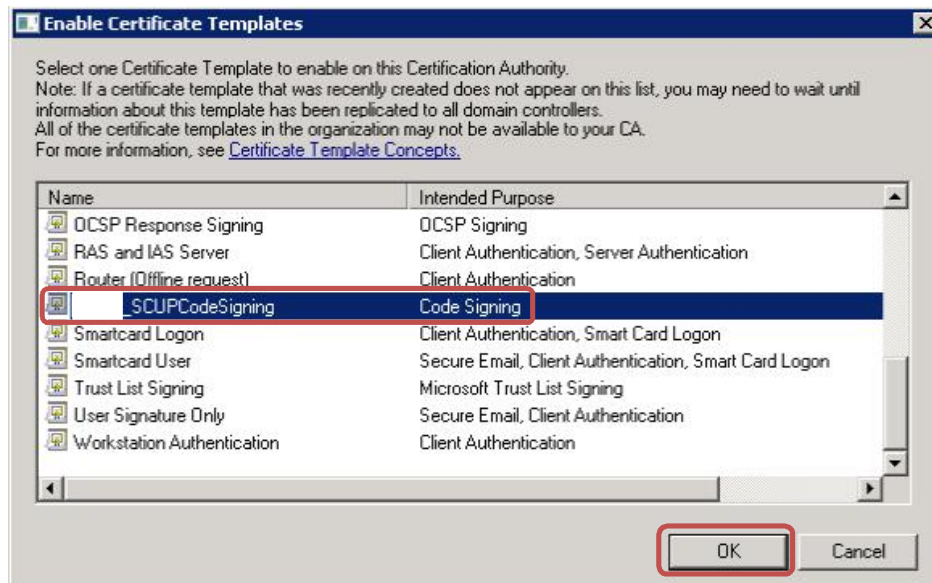 Enable Certificate Templates
Select one Certificate Template to enable on this Certification Authority.
Note: If a certificate template that was recently created does not appear on this list, you may need to wait until
information about this template has been replicated to all domain controllers.
All of the certificate templates in the organization may not be available to your CA.
For more information, see Certificate Template Concepts.
Name Intended Purpose
OCSP Response Signing OCSP Signing
RAS and IAS Server Client Authentication, Server Authentication
Router (Offline request) Client Authentication
_SCUPCodeSigning Code Signing
Smartcard Logon Client Authentication, Smart Card Logon
Smartcard User Secure Email, Client Authentication, Smart Card Logon
Trust List Signing Microsoft Trust List Signing
User Signature Only Secure Email, Client Authentication
Workstation Authentication Client Authentication
OK Cancel